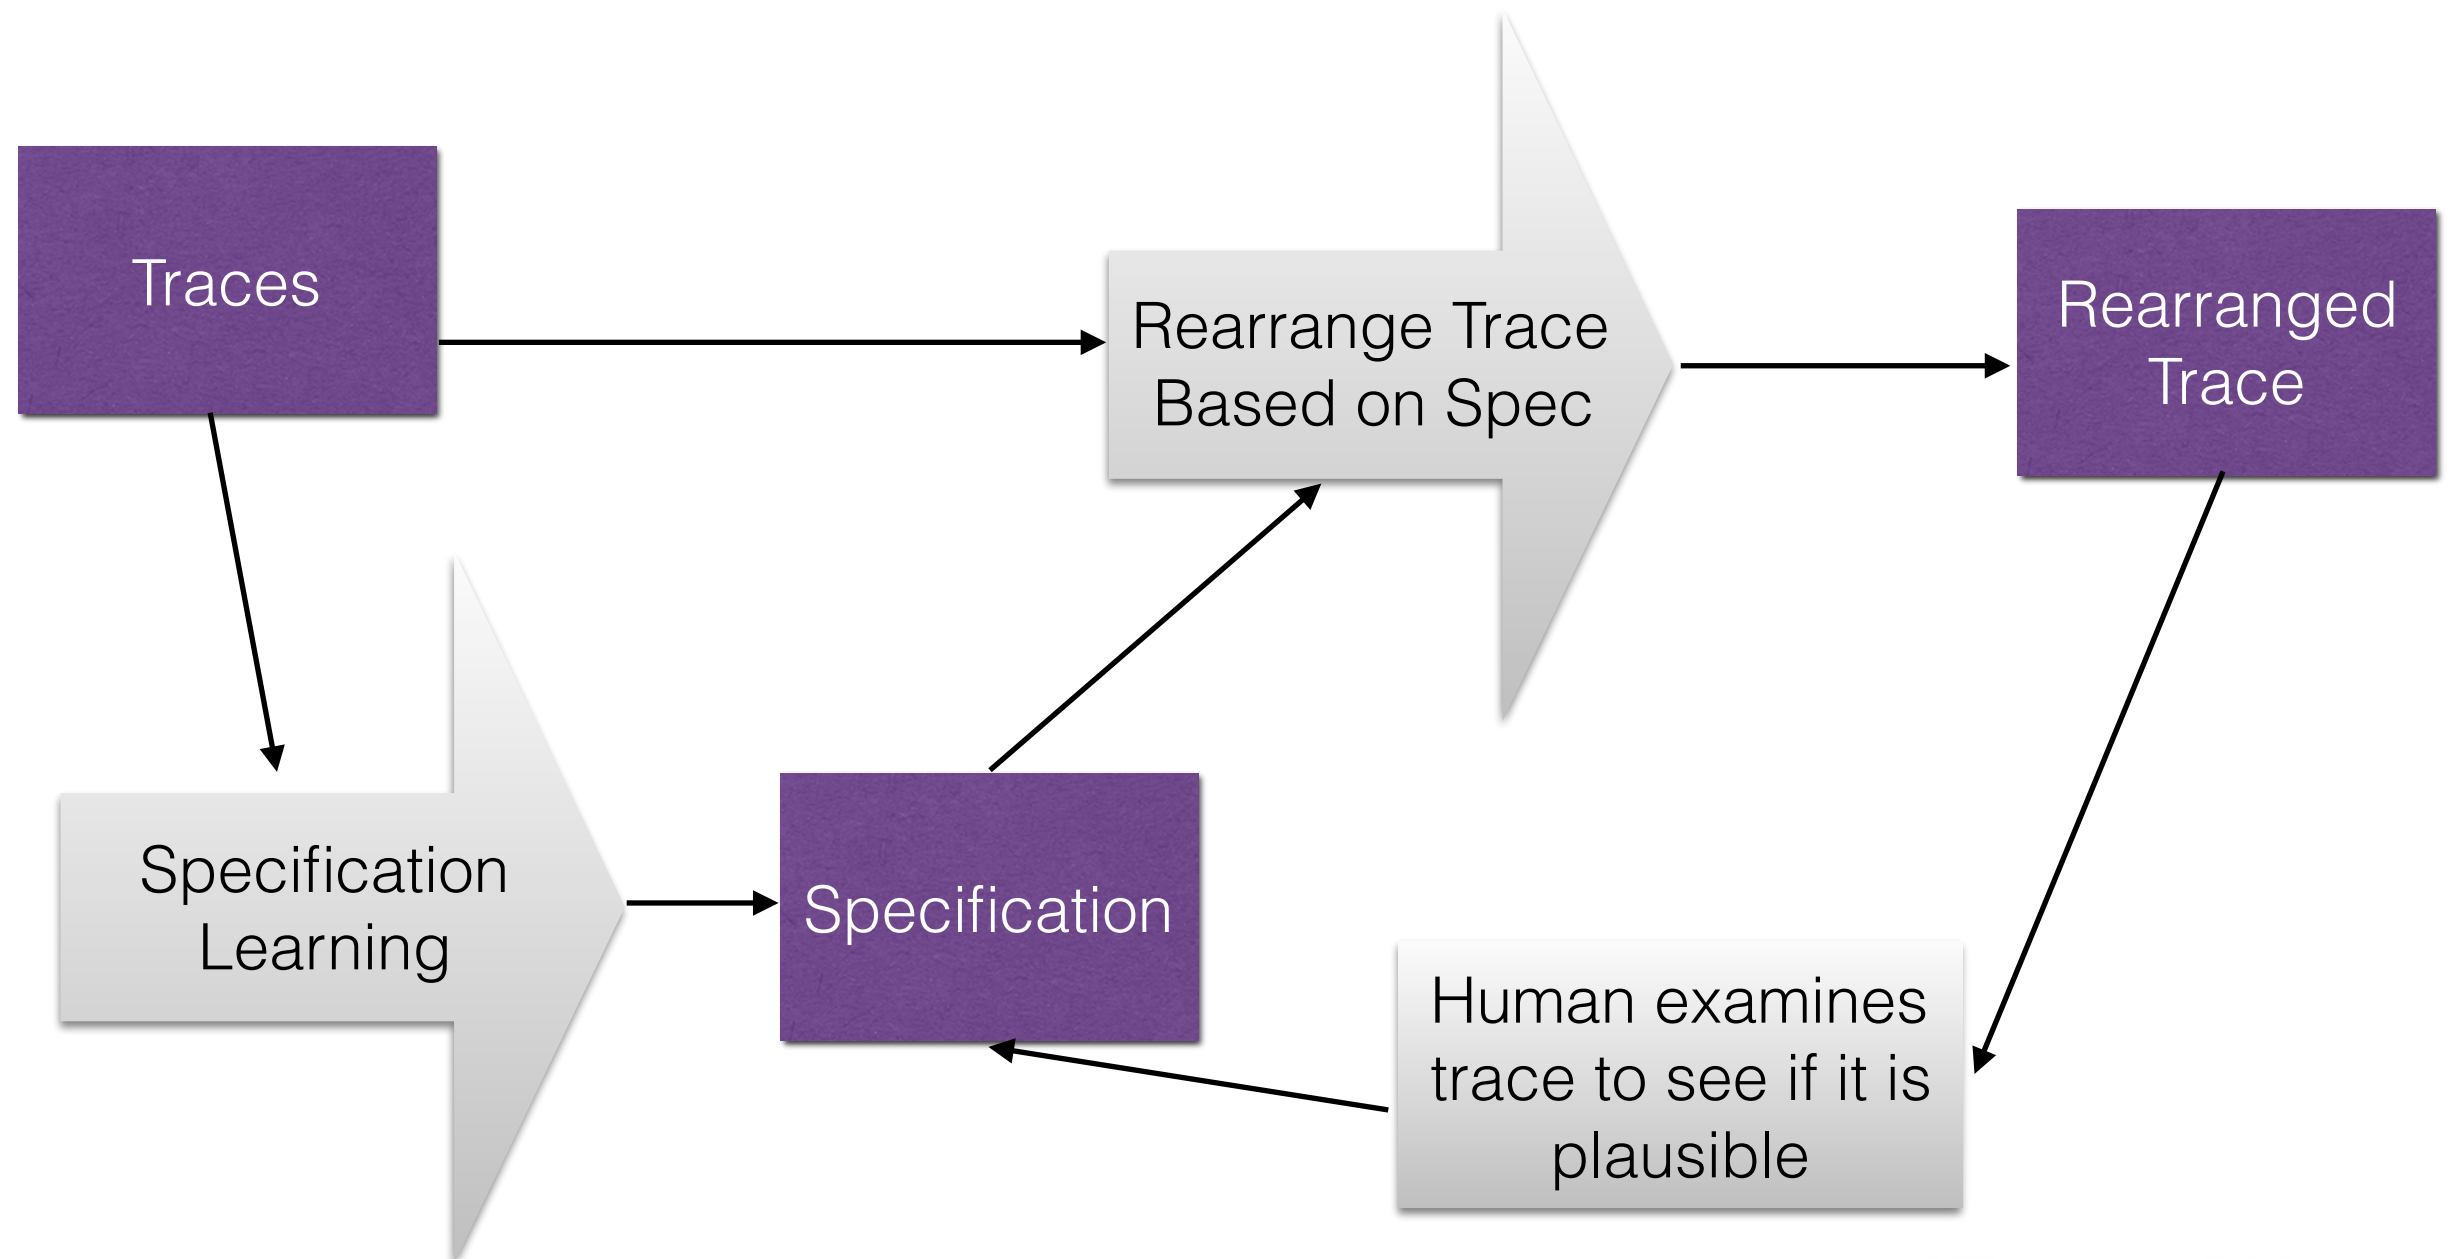 Traces
Rearrange Trace
Based on Spec
Rearranged
Trace
Specification
Learning
Specification
Human examines
trace to see if it is
plausible